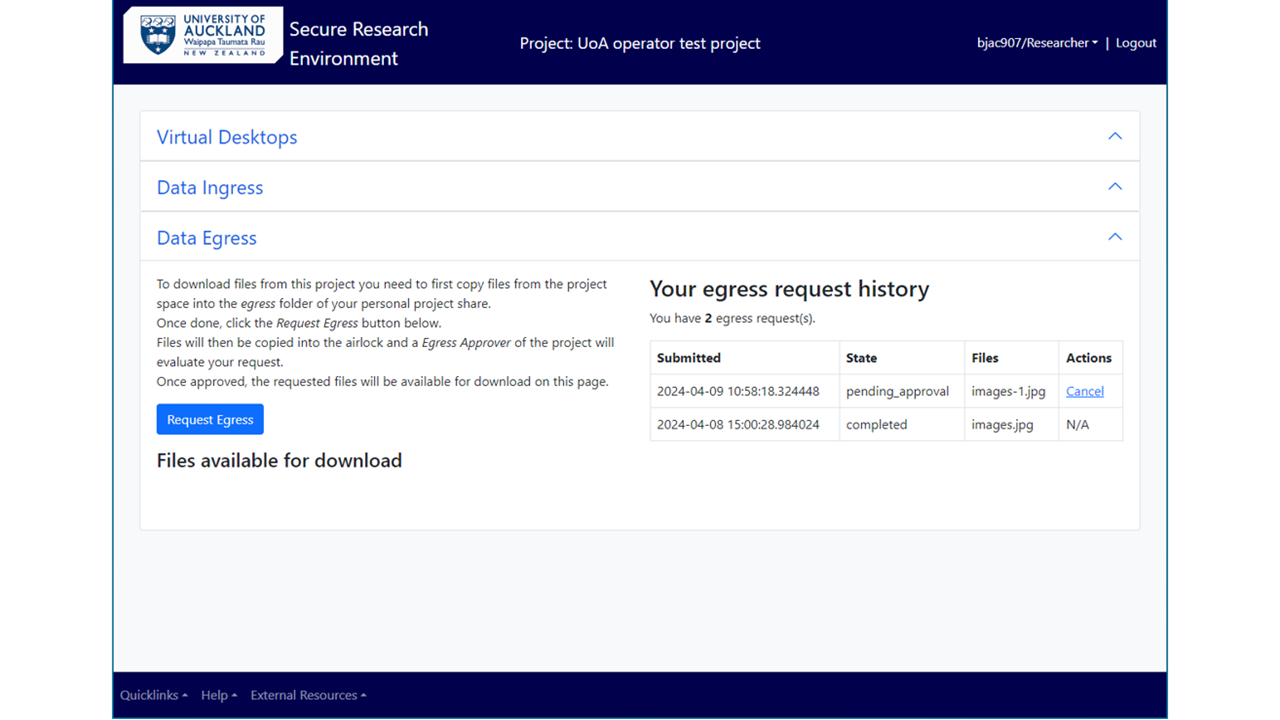 UNIVERSITY OF
AUCKLAND
Waipapa Taumata Rau
NEW ZEALAND
Secure Research
Environment
Project: UoA operator test project
bjac907/Researcher | Logout
Virtual Desktops
Data Ingress
Data Egress
To download files from this project you need to first copy files from the project
space into the egress folder of your personal project share.
Once done, click the Request Egress button below.
Files will then be copied into the airlock and a Egress Approver of the project will
evaluate your request.
Once approved, the requested files will be available for download on this page.
Request Egress
Files available for download
Your egress request history
You have 2 egress request(s).
Submitted State Files Actions
2024-04-09 10:58:18.324448 pending_approval images-1.jpg Cancel
2024-04-08 15:00:28.984024 completed images.jpg N/A
Quicklinks Help External Resources